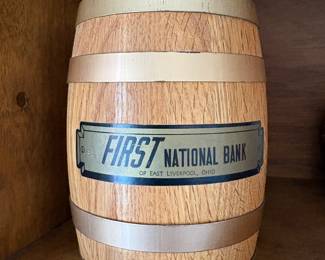 FIRST NATIONAL BANK
OF EAST LIVERPOOL, OHIO